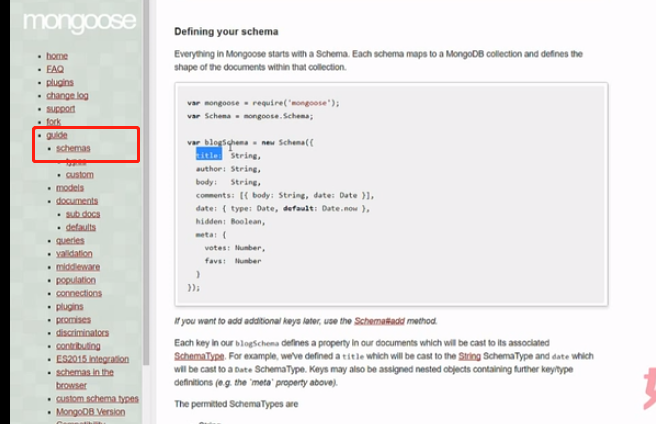 mongoose
home
FAQ
plugins
change log
support
fork
guide
schemas
types
custom
models
documents
sub docs
defaults
queries
validation
middleware
population
connections
plugins
promises
discriminators
contributing
ES2015 integration
schemas in the
browser
custom schema types
MongoDB Version
Compatibility
Defining your schema
Everything in Mongoose starts with a Schema. Each schema maps to a MongoDB collection and defines the
shape of the documents within that collection.
var mongoose = require('mongoose');
var Schema = mongoose.Schema;
var blogSchema = new Schema({
title: String,
author: String,
body: String,
comments: [{ body: String, date: Date }],
date: { type: Date, default: Date.now },
hidden: Boolean,
meta: {
votes: Number,
favs: Number
}
});
If you want to add additional keys later, use the Schema#add method.
Each key in our blogSchema defines a property in our documents which will be cast to its associated
SchemaType. For example, we've defined a title which will be cast to the String SchemaType and date which
will be cast to a Date SchemaType. Keys may also be assigned nested objects containing further key/type
definitions (e.g. the `meta` property above).
The permitted SchemaTypes are